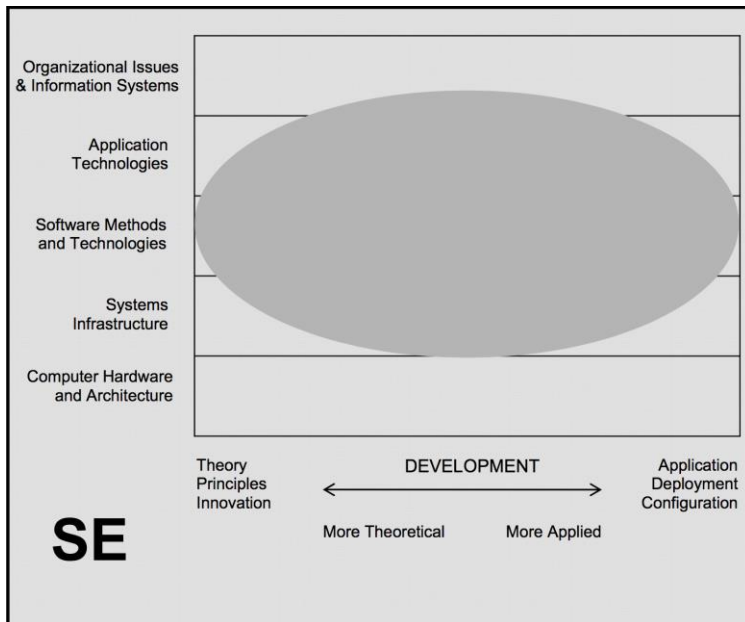 Organizational Issues
& Information Systems
Application
Technologies
Software Methods
and Technologies
Systems
Infrastructure
Computer Hardware
and Architecture
Theory
Principles
Innovation
DEVELOPMENT
More Theoretical
More Applied
Application
Deployment
Configuration
SE